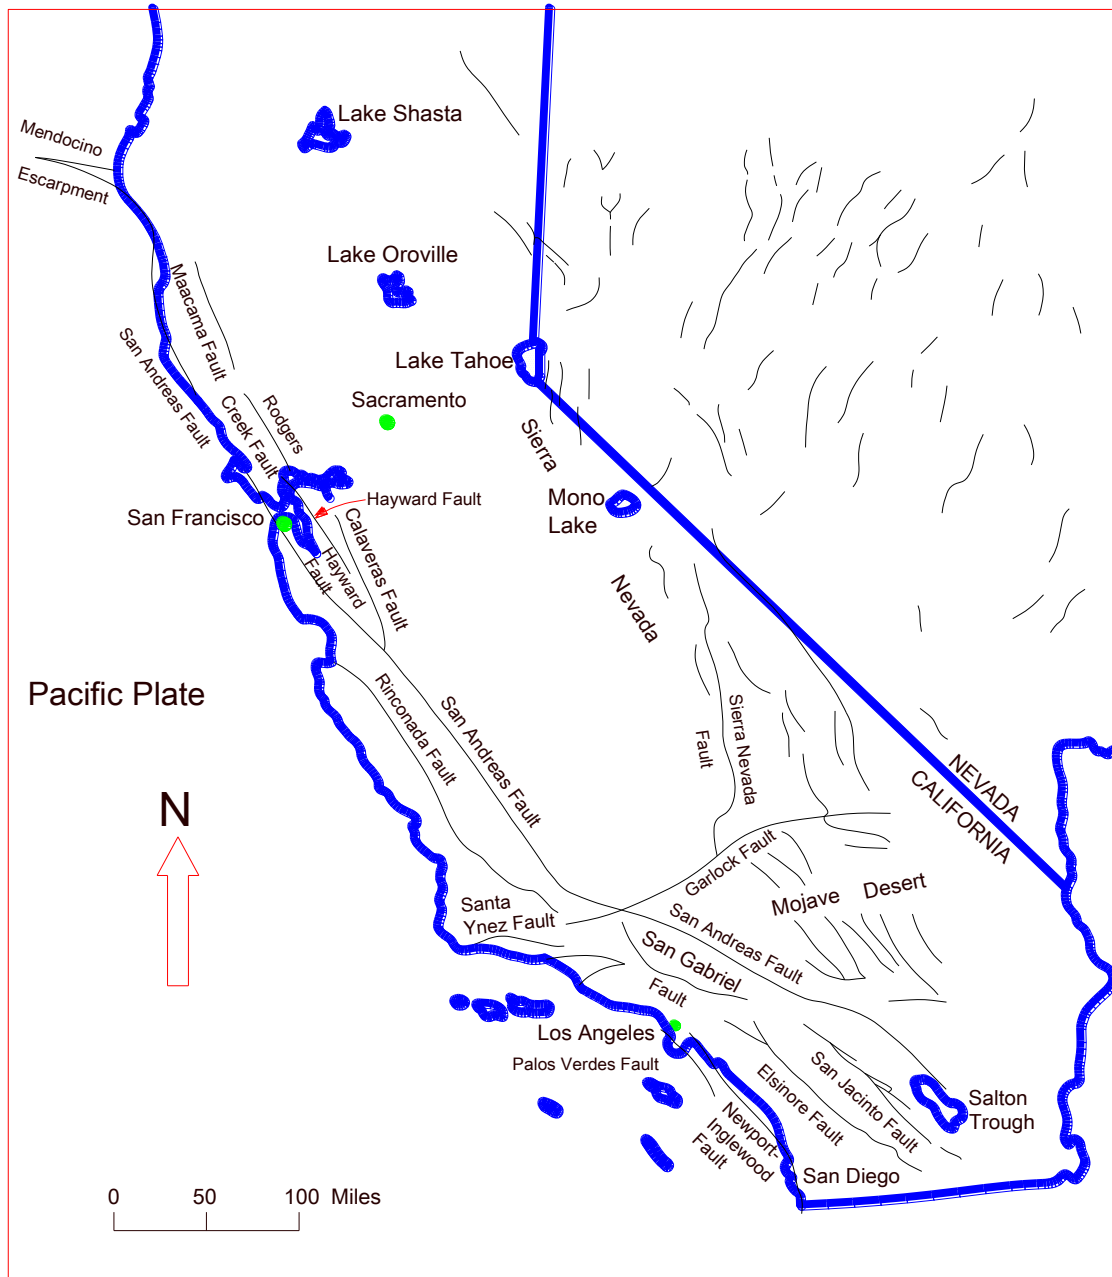 Lake Shasta
Mendocino
Escarpment
Lake Oroville
Maacama Fault
San Andreas Fault
Lake Tahoe
Rodgers
Creek Fault
Sacramento
Sierra
Hayward Fault
Mono
Lake
San Francisco
Calaveras Fault
Hayward
Fault
Nevada
Pacific Plate
Rinconada Fault
San Andreas Fault
Sierra Nevada
Fault
NEVADA
CALIFORNIA
N
Garlock Fault
Mojave Desert
Santa
Ynez Fault
San Andreas Fault
San Gabriel
Fault
Los Angeles
Palos Verdes Fault
Elsinore Fault
San Jacinto Fault
Salton
Trough
Newport-
Inglewood
Fault
San Diego
0 50 100 Miles